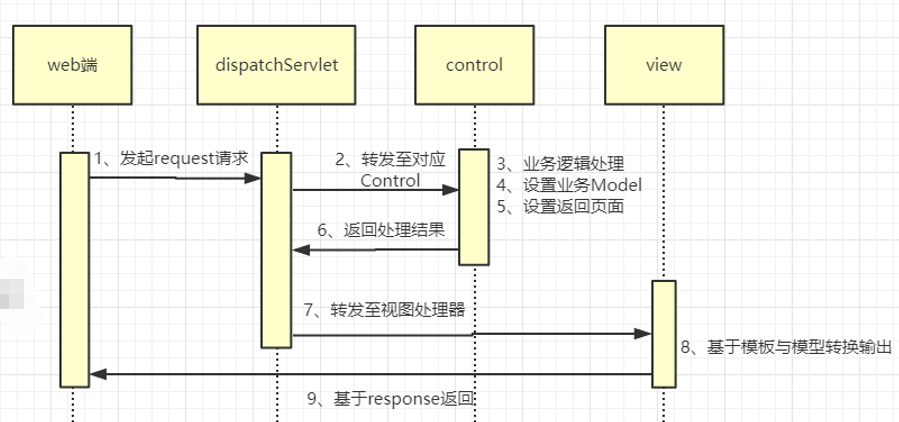 web端
dispatchServlet
control
view
1、发起request请求
2、转发至对应
Control
3、业务逻辑处理
4、设置业务Model
5、设置返回页面
6、返回处理结果
7、转发至视图处理器
8、基于模板与模型转换输出
9、基于response返回